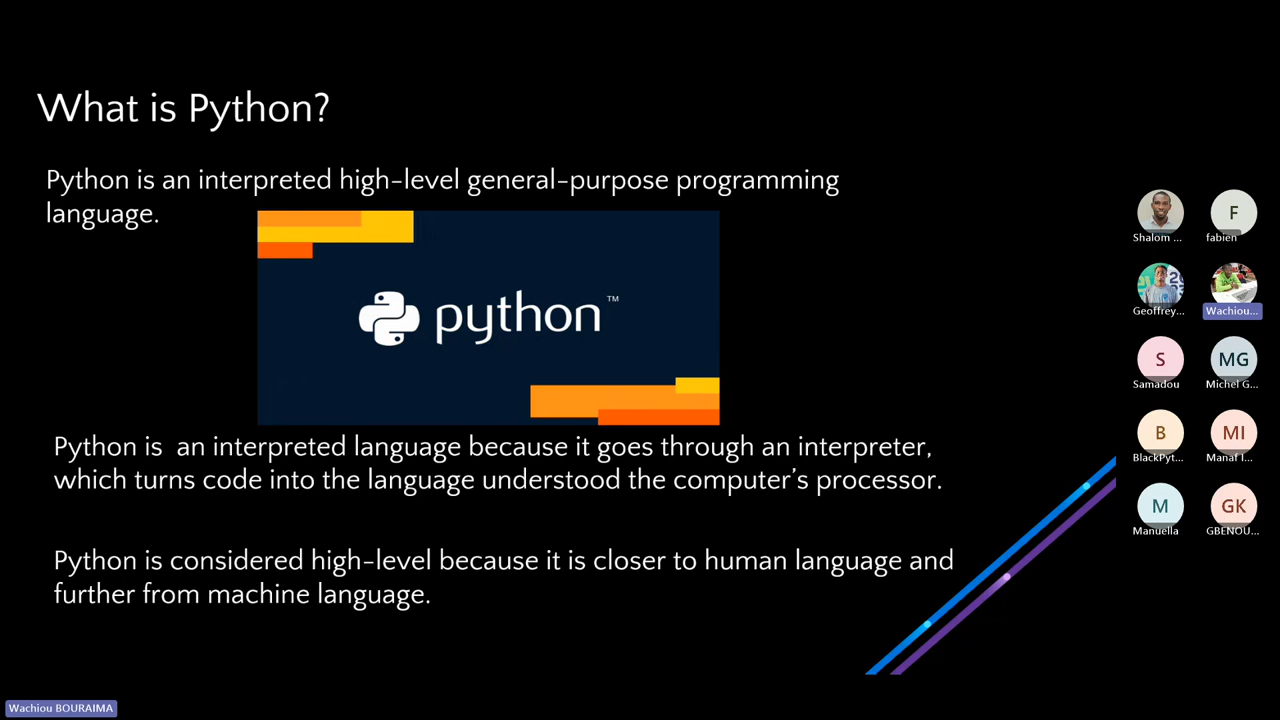 What is Python?
Python is an interpreted high-level general-purpose programming
language.
python™
Python is an interpreted language because it goes through an interpreter,
which turns code into the language understood the computer's processor.
Python is considered high-level because it is closer to human language and
further from machine language.
Shalom ...
F
fabien
Geoffrey...
Wachiou...
S
Samadou
MG
Michel G...
B
BlackPyt...
MI
Manaf I...
M
Manuella
GK
GBENOU...
Wachiou BOURAIMA